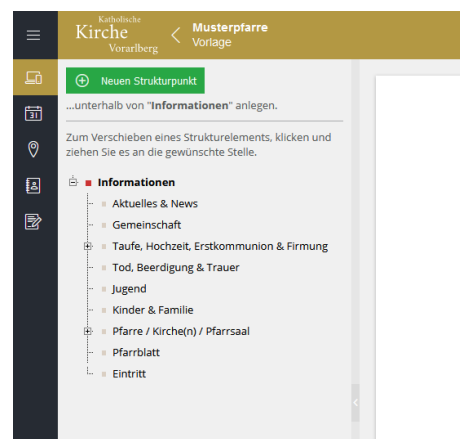 Katholische
Kirche
Vorarlberg
Musterpfarre
Vorlage
Neuen Strukturpunkt
...unterhalb von "Informationen" anlegen.
Zum Verschieben eines Strukturelements, klicken und
ziehen Sie es an die gewünschte Stelle.
Informationen
Aktuelles & News
Gemeinschaft
Taufe, Hochzeit, Erstkommunion & Firmung
Tod, Beerdigung & Trauer
Jugend
Kinder & Familie
Pfarre / Kirche(n) / Pfarrsaal
Pfarrblatt
Eintritt
31